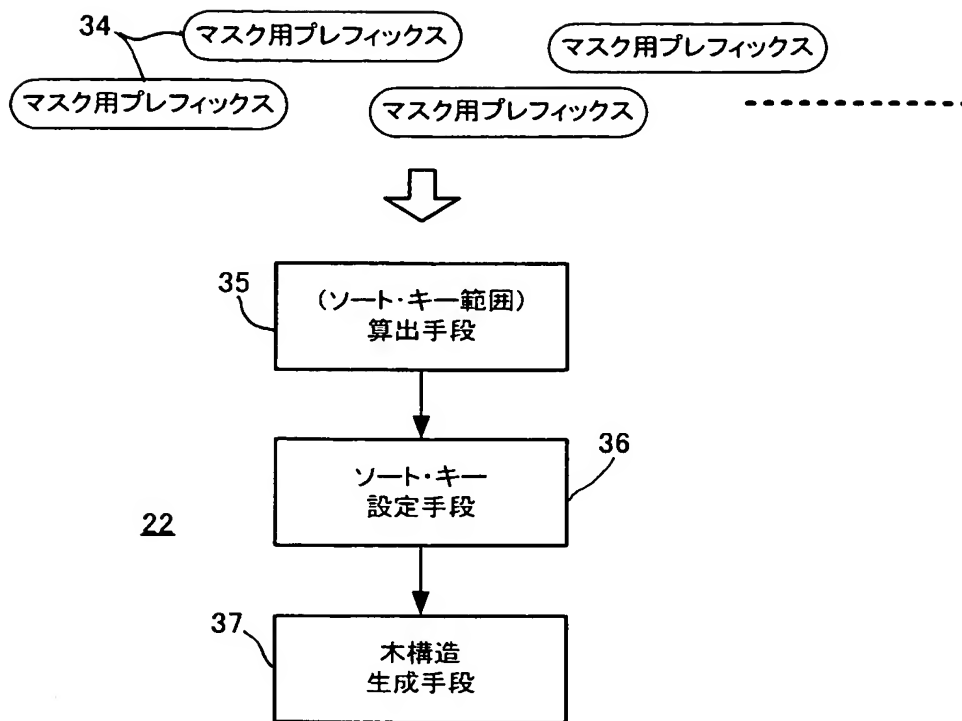 34
マスク用プレフィックス
マスク用プレフィックス
マスク用プレフィックス
マスク用プレフィックス
35
(ソート・キー範囲)
算出手段
36
ソート・キー
設定手段
22
37
木構造
生成手段